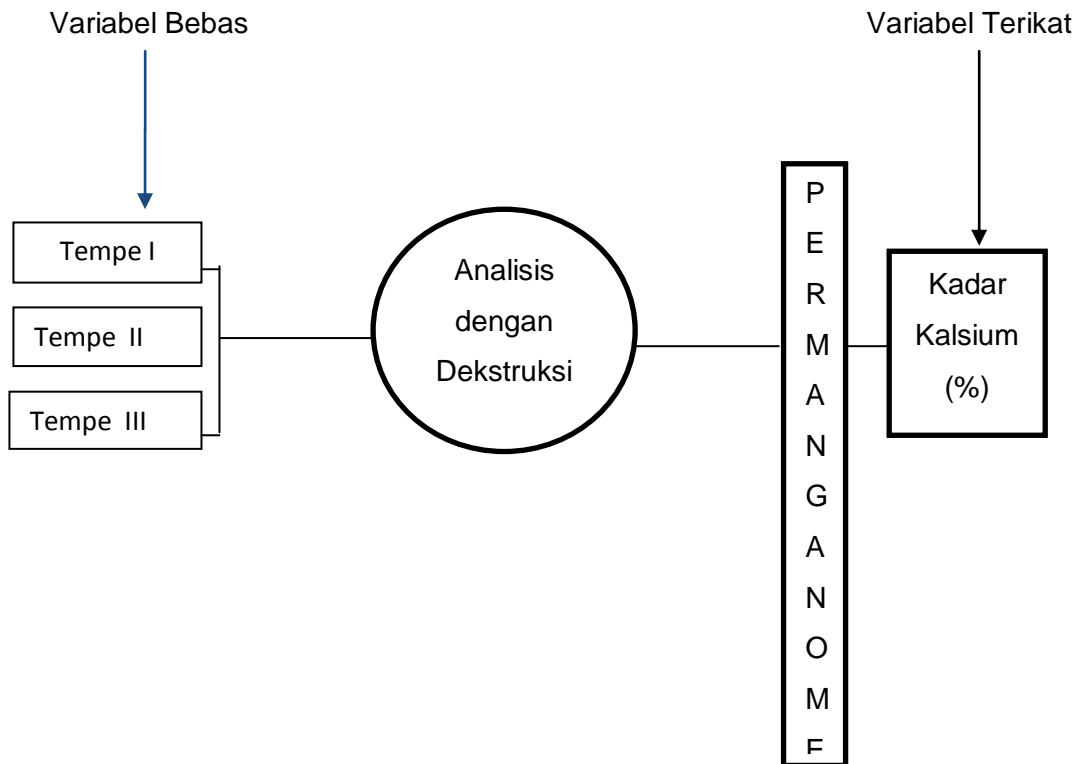 Variabel Bebas
Variabel Terikat
Tempe I
Tempe II
Tempe III
Analisis
dengan
Dekstruksi
P
E
R
M
A
N
G
A
N
O
M
Kadar
Kalsium
(%)